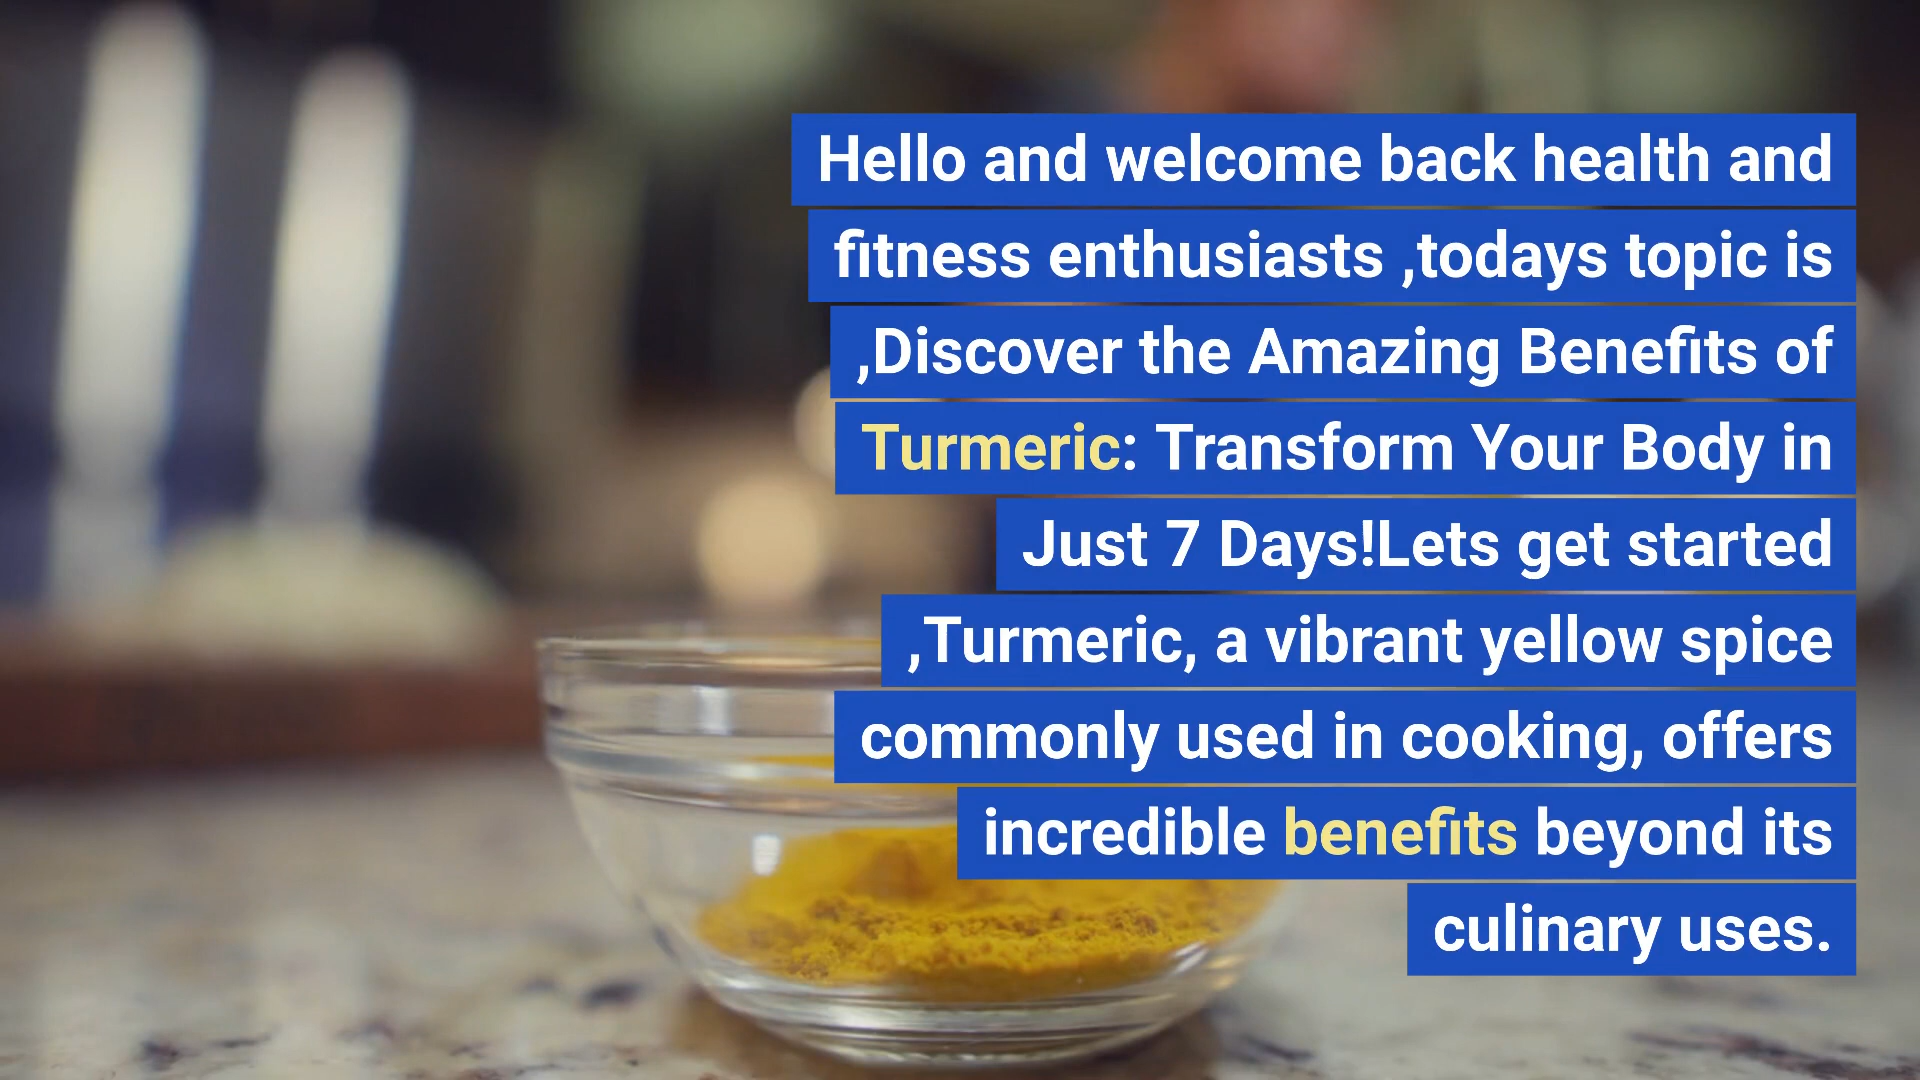 Hello and welcome back health and
fitness enthusiasts ,todays topic is
,Discover the Amazing Benefits of
Turmeric: Transform Your Body in
Just 7 Days!Lets get started
,Turmeric, a vibrant yellow spice
commonly used in cooking, offers
incredible benefits beyond its
culinary uses.